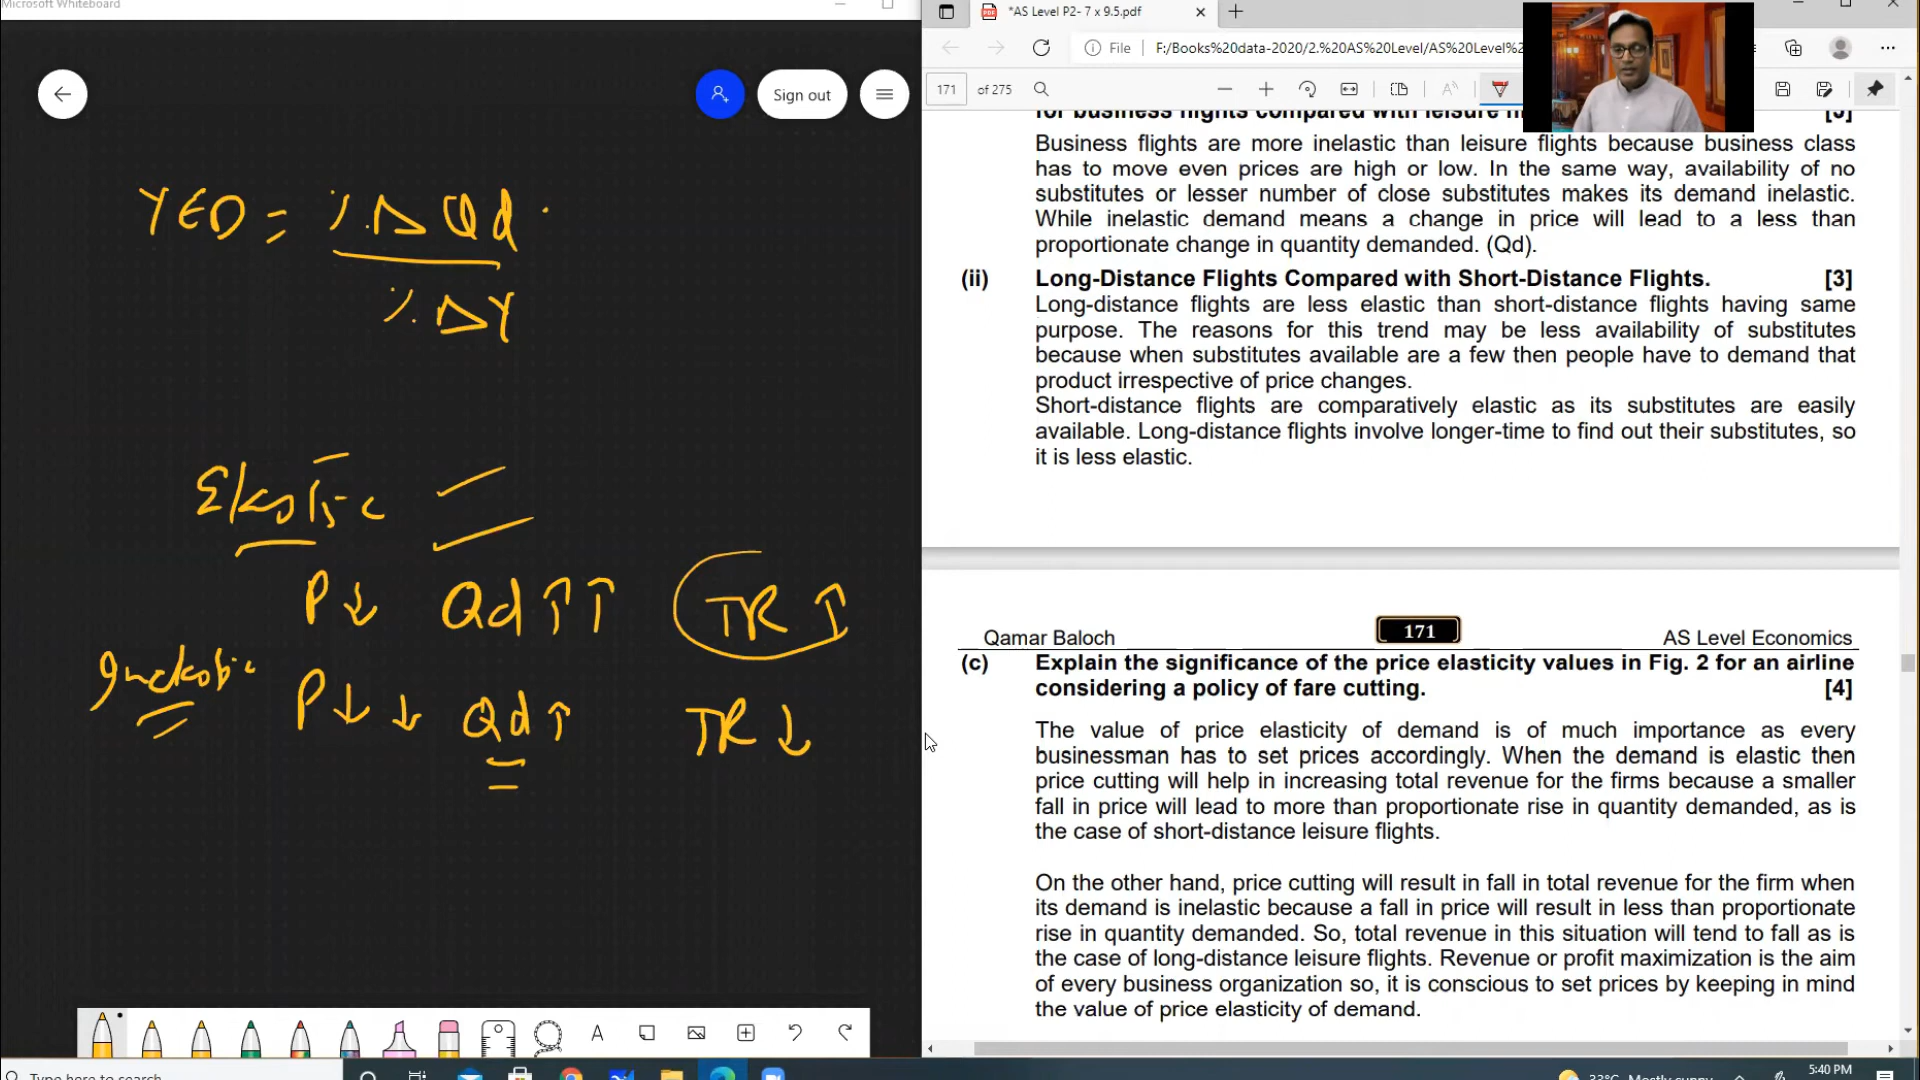 Microsoft Whiteboard
Sign out
YED = % Δ Qd
% Δ Y
Elastic
P↓ Qd↑↑ TR↑
Inelastic P↓↓ Qd↑ TR↓
Type here to search
*AS Level P2- 7 x 9.5.pdf
File F:/Books%20data-2020/2.%20AS%20Level/AS%20Level%2
171 of 275
for business flights compared with leisure
[3]
Business flights are more inelastic than leisure flights because business class
has to move even prices are high or low. In the same way, availability of no
substitutes or lesser number of close substitutes makes its demand inelastic.
While inelastic demand means a change in price will lead to a less than
proportionate change in quantity demanded. (Qd).
(ii) Long-Distance Flights Compared with Short-Distance Flights. [3]
Long-distance flights are less elastic than short-distance flights having same
purpose. The reasons for this trend may be less availability of substitutes
because when substitutes available are a few then people have to demand that
product irrespective of price changes.
Short-distance flights are comparatively elastic as its substitutes are easily
available. Long-distance flights involve longer-time to find out their substitutes, so
it is less elastic.
Qamar Baloch 171 AS Level Economics
(c) Explain the significance of the price elasticity values in Fig. 2 for an airline
considering a policy of fare cutting. [4]
The value of price elasticity of demand is of much importance as every
businessman has to set prices accordingly. When the demand is elastic then
price cutting will help in increasing total revenue for the firms because a smaller
fall in price will lead to more than proportionate rise in quantity demanded, as is
the case of short-distance leisure flights.
On the other hand, price cutting will result in fall in total revenue for the firm when
its demand is inelastic because a fall in price will result in less than proportionate
rise in quantity demanded. So, total revenue in this situation will tend to fall as is
the case of long-distance leisure flights. Revenue or profit maximization is the aim
of every business organization so, it is conscious to set prices by keeping in mind
the value of price elasticity of demand.
33°C Mostly sunny
5:40 PM